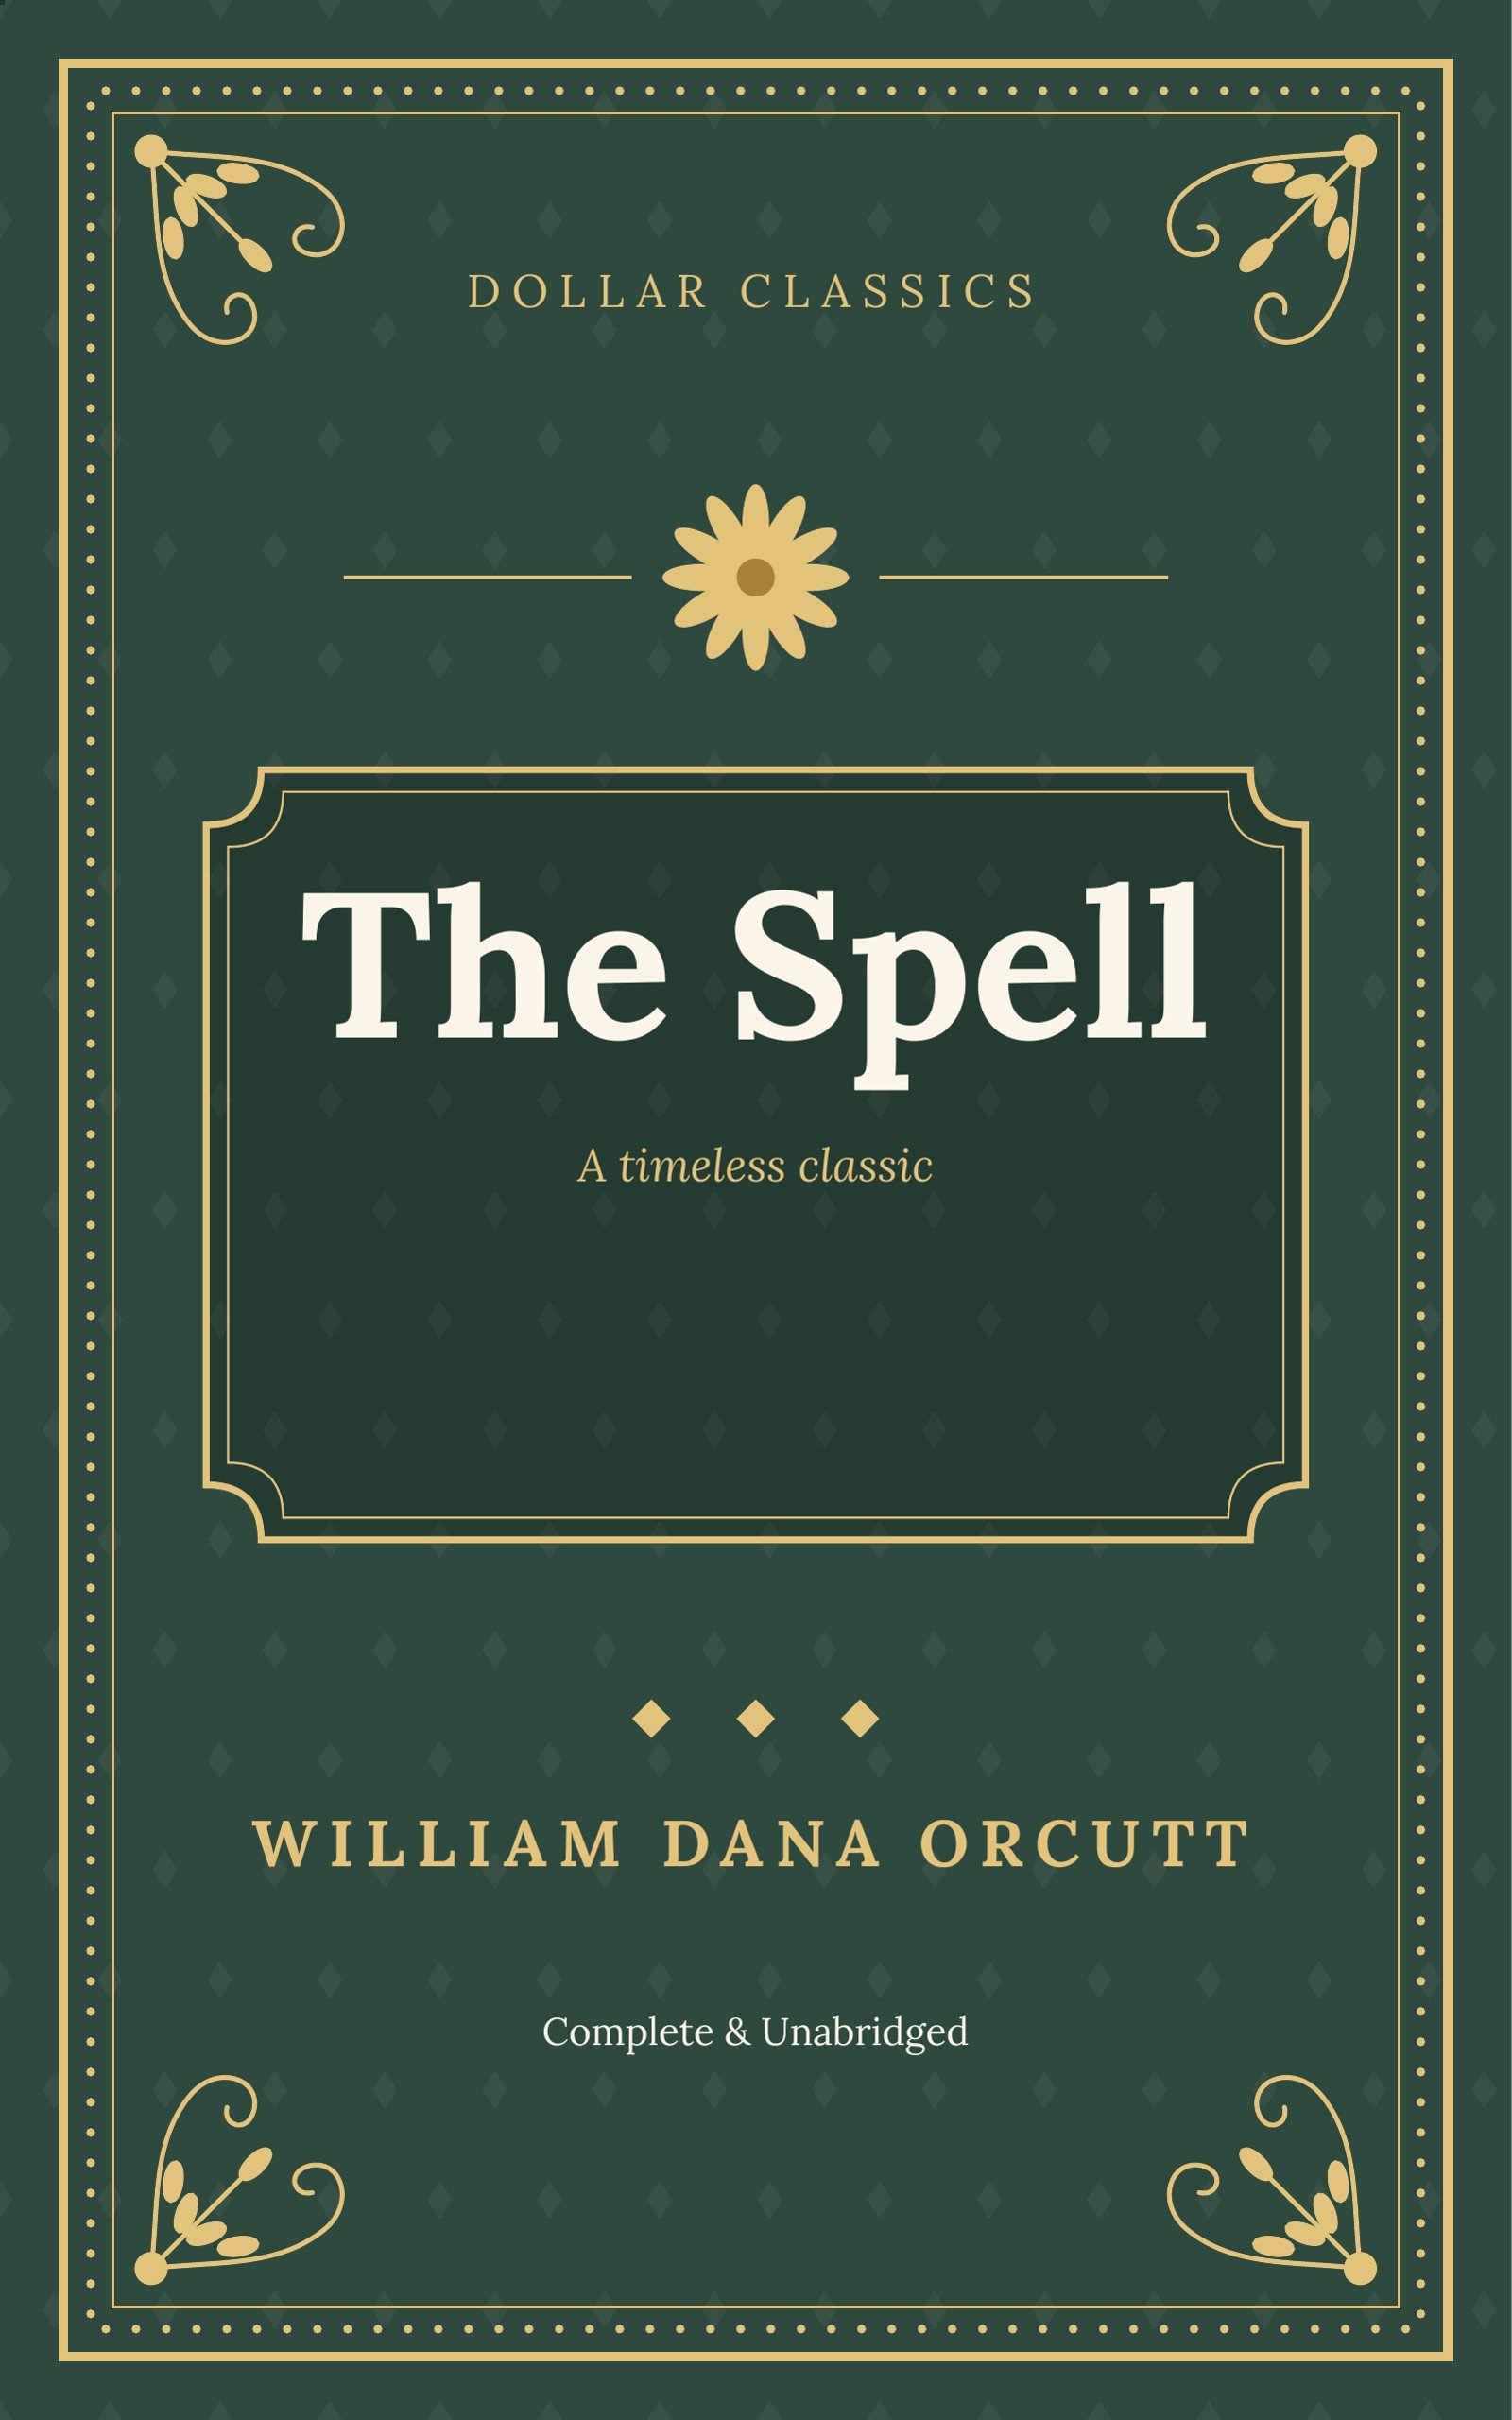 DOLLAR CLASSICS
The Spell
A timeless classic
WILLIAM DANA ORCUTT
Complete & Unabridged